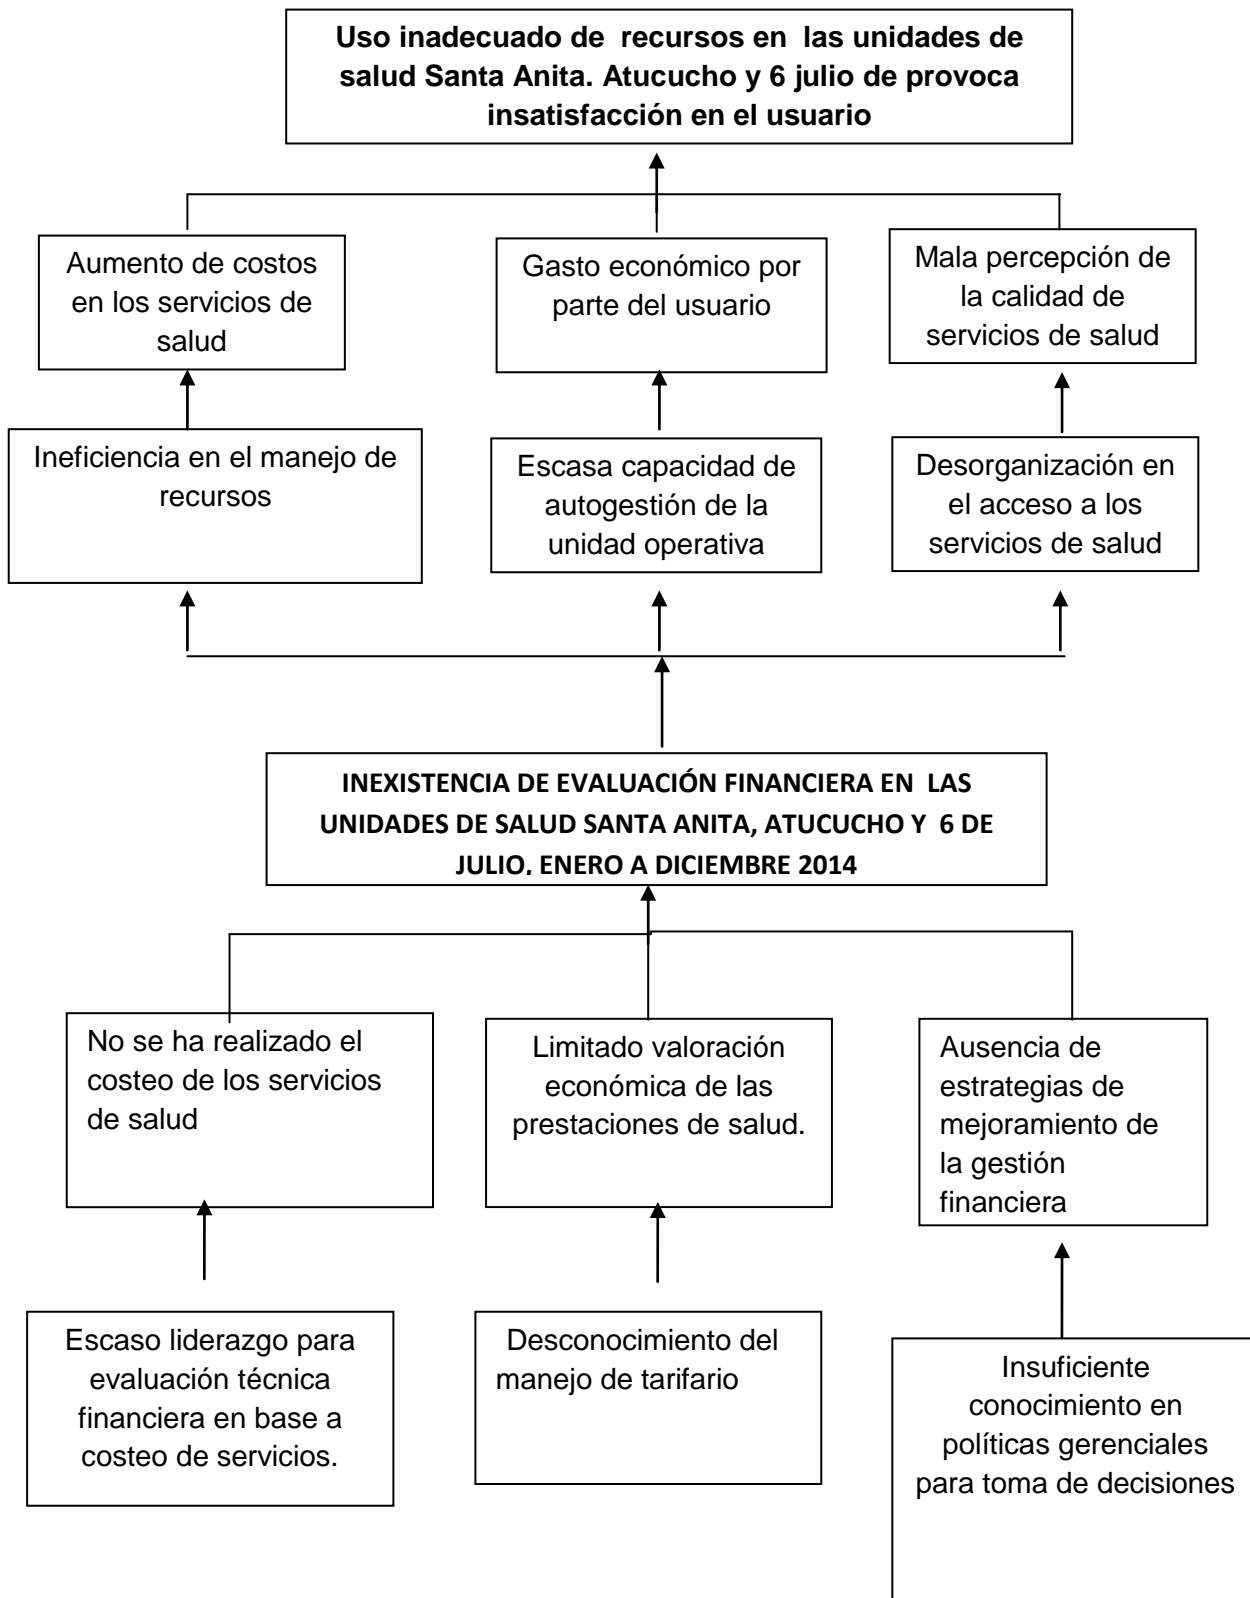 Uso inadecuado de recursos en las unidades de
salud Santa Anita. Atucucho y 6 julio de provoca
insatisfacción en el usuario
Aumento de costos
en los servicios de
salud
Gasto económico por
parte del usuario
Mala percepción de
la calidad de
servicios de salud
Ineficiencia en el manejo de
recursos
Escasa capacidad de
autogestión de la
unidad operativa
Desorganización en
el acceso a los
servicios de salud
INEXISTENCIA DE EVALUACIÓN FINANCIERA EN LAS
UNIDADES DE SALUD SANTA ANITA, ATUCUCHO Y 6 DE
JULIO. ENERO A DICIEMBRE 2014
No se ha realizado el
costeo de los servicios
de salud
Limitado valoración
económica de las
prestaciones de salud.
Ausencia de
estrategias de
mejoramiento de
la gestión
financiera
Escaso liderazgo para
evaluación técnica
financiera en base a
costeo de servicios.
Desconocimiento del
manejo de tarifario
Insuficiente
conocimiento en
políticas gerenciales
para toma de decisiones